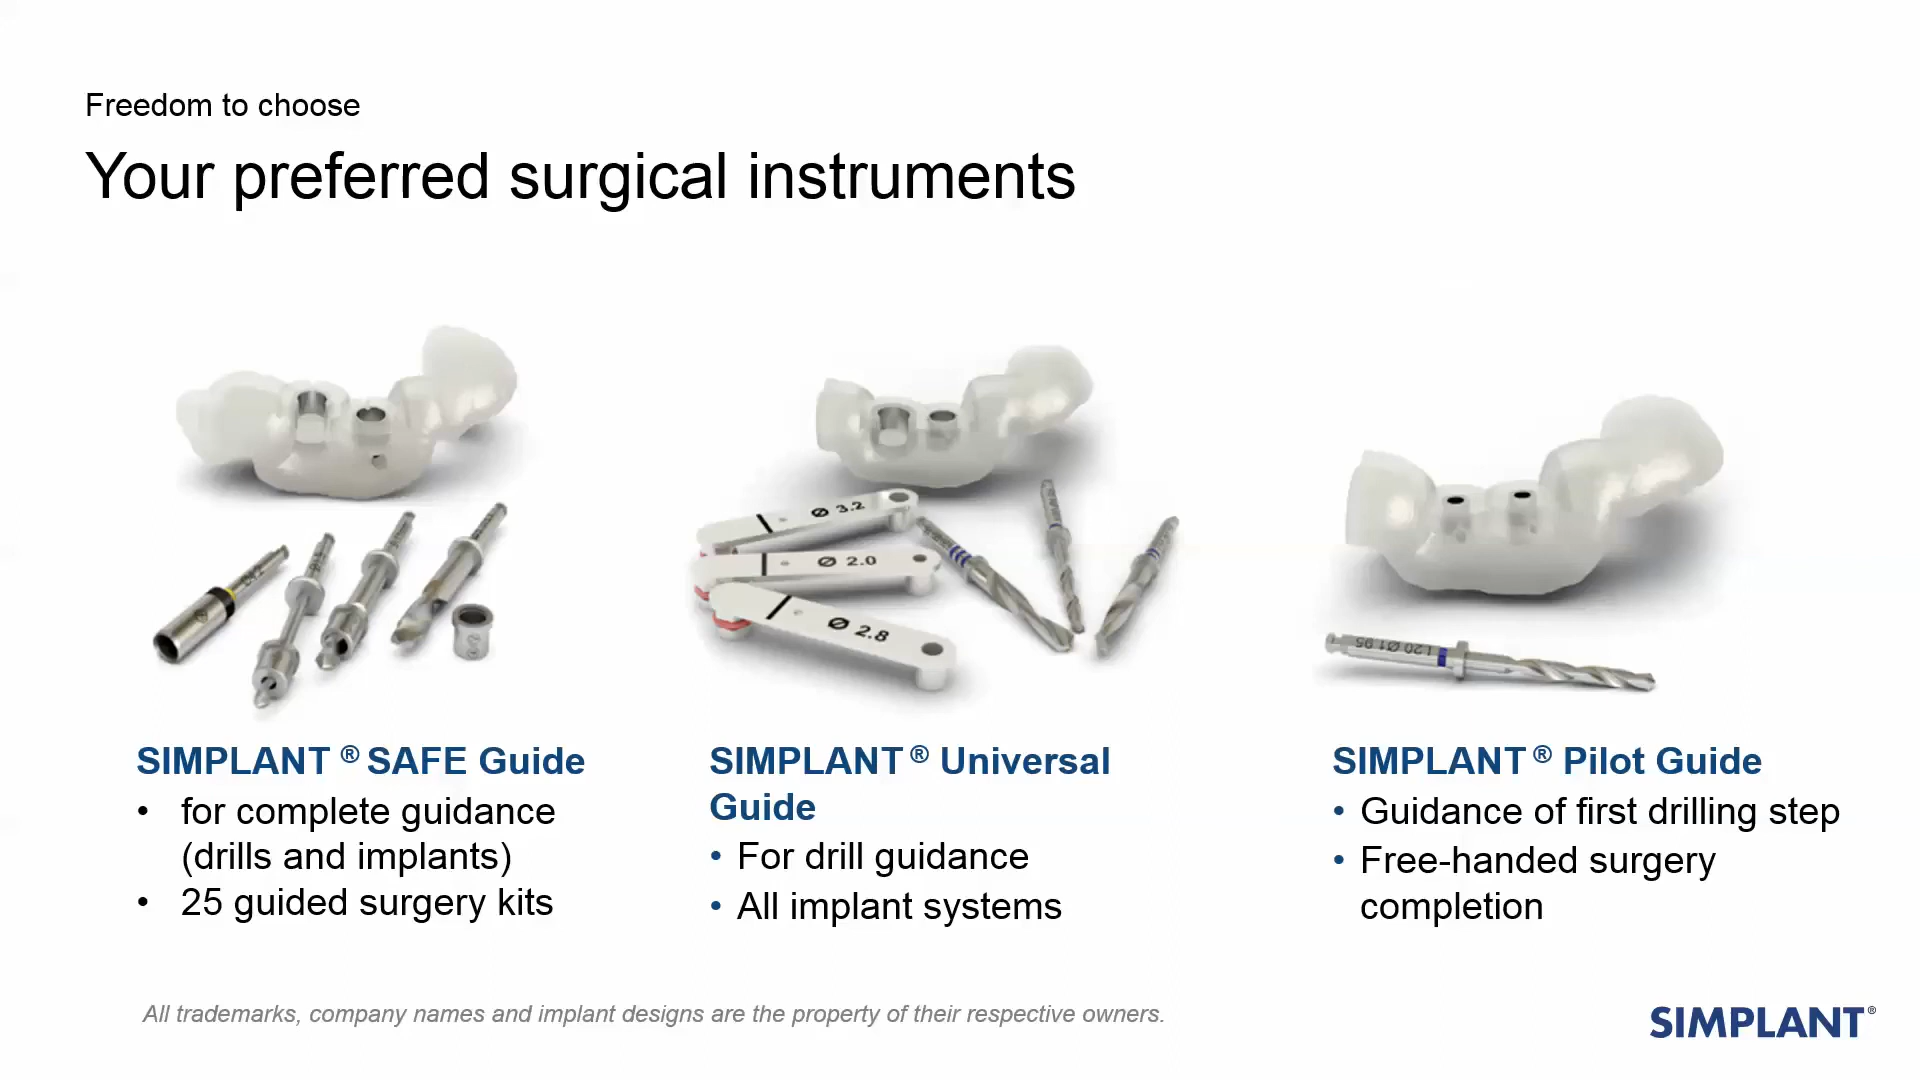 Freedom to choose
Your preferred surgical instruments
Ø 3.2
Ø 2.0
Ø 2.8
L20 Ø1.95
SIMPLANT ® SAFE Guide
• for complete guidance
(drills and implants)
• 25 guided surgery kits
SIMPLANT ® Universal
Guide
• For drill guidance
• All implant systems
SIMPLANT ® Pilot Guide
• Guidance of first drilling step
• Free-handed surgery
completion
All trademarks, company names and implant designs are the property of their respective owners.
SIMPLANT®